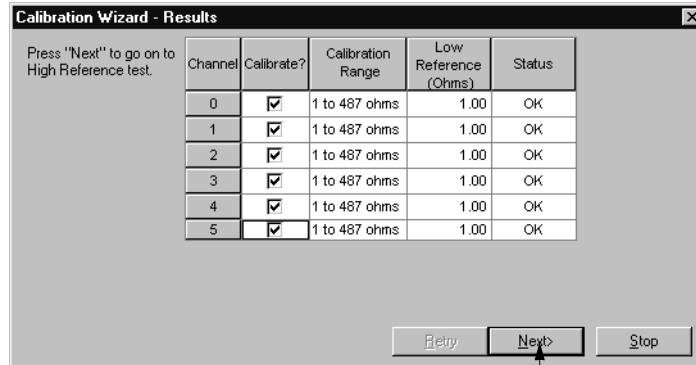 Calibration Wizard - Results
Press "Next" to go on to
High Reference test.
Channel Calibrate? Calibration Range Low Reference (Ohms) Status
0 1 to 487 ohms 1.00 OK
1 1 to 487 ohms 1.00 OK
2 1 to 487 ohms 1.00 OK
3 1 to 487 ohms 1.00 OK
4 1 to 487 ohms 1.00 OK
5 1 to 487 ohms 1.00 OK
Retry Next> Stop